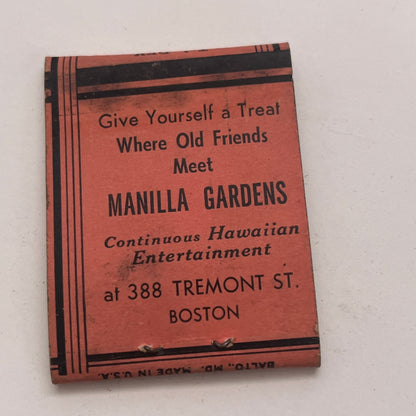 Give Yourself a Treat
Where Old Friends
Meet
MANILLA GARDENS
Continuous Hawaiian
Entertainment
at 388 TREMONT ST.
BOSTON
BALTO., MD. MADE IN U.S.A.